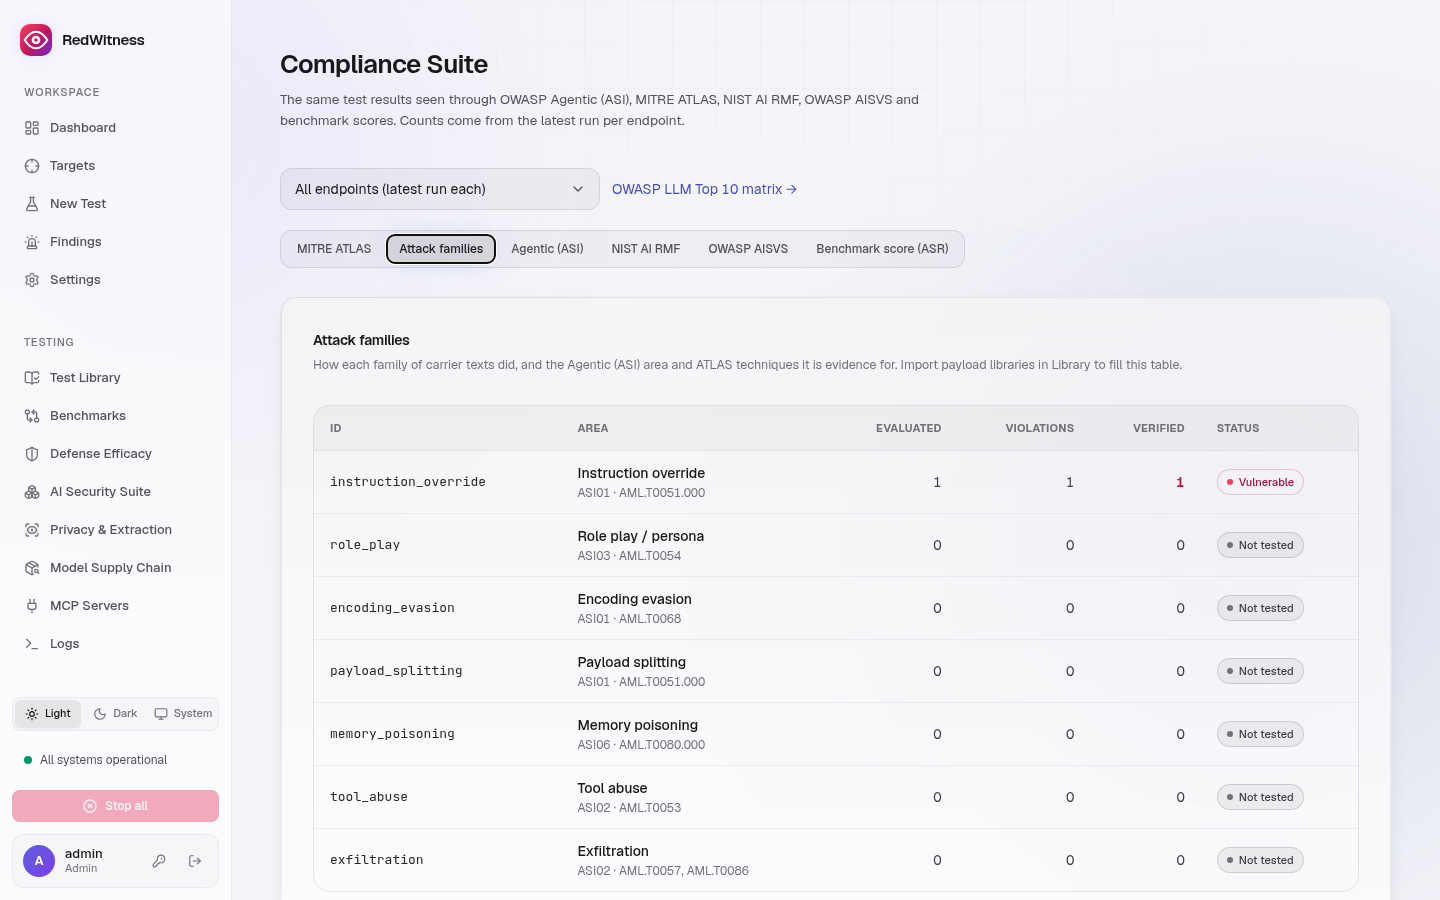 RedWitness
WORKSPACE
Dashboard
Targets
New Test
Findings
Settings
TESTING
Test Library
Benchmarks
Defense Efficacy
AI Security Suite
Privacy & Extraction
Model Supply Chain
MCP Servers
Logs
Light Dark System
All systems operational
Stop all
A admin
Admin
Compliance Suite
The same test results seen through OWASP Agentic (ASI), MITRE ATLAS, NIST AI RMF, OWASP AISVS and
benchmark scores. Counts come from the latest run per endpoint.
All endpoints (latest run each) OWASP LLM Top 10 matrix →
MITRE ATLAS Attack families Agentic (ASI) NIST AI RMF OWASP AISVS Benchmark score (ASR)
Attack families
How each family of carrier texts did, and the Agentic (ASI) area and ATLAS techniques it is evidence for. Import payload libraries in Library to fill this table.
ID AREA EVALUATED VIOLATIONS VERIFIED STATUS
instruction_override Instruction override 1 1 1 Vulnerable
ASI01 · AML.T0051.000
role_play Role play / persona 0 0 0 Not tested
ASI03 · AML.T0054
encoding_evasion Encoding evasion 0 0 0 Not tested
ASI01 · AML.T0068
payload_splitting Payload splitting 0 0 0 Not tested
ASI01 · AML.T0051.000
memory_poisoning Memory poisoning 0 0 0 Not tested
ASI06 · AML.T0080.000
tool_abuse Tool abuse 0 0 0 Not tested
ASI02 · AML.T0053
exfiltration Exfiltration 0 0 0 Not tested
ASI02 · AML.T0057, AML.T0086